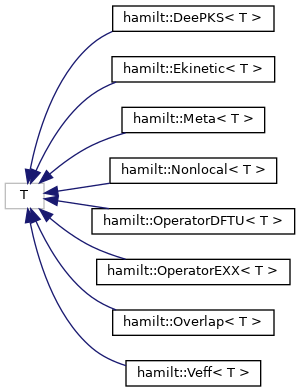 hamilt::DeePKS< T >
hamilt::Ekinetic< T >
hamilt::Meta< T >
hamilt::Nonlocal< T >
T
hamilt::OperatorDFTU< T >
hamilt::OperatorEXX< T >
hamilt::Overlap< T >
hamilt::Veff< T >